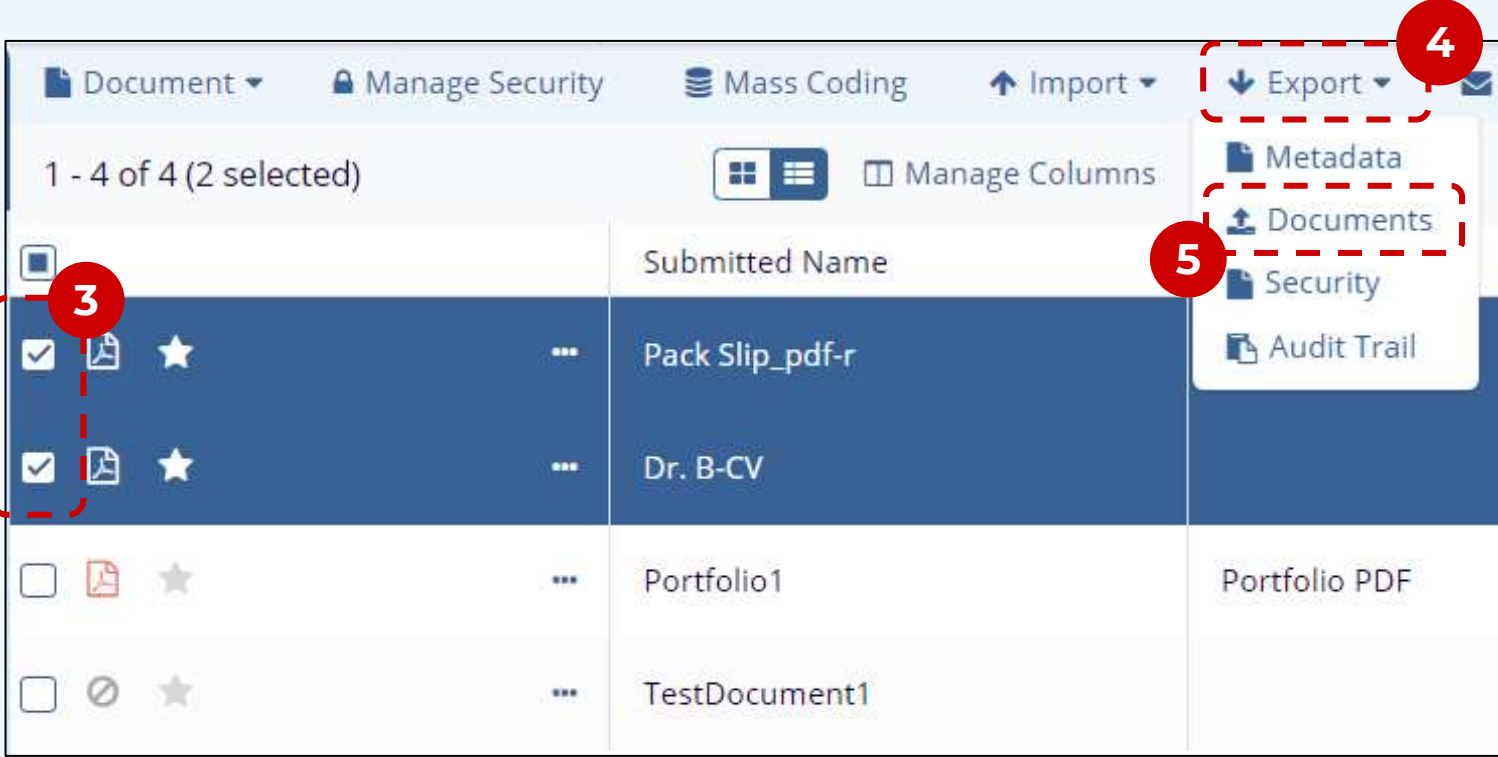 4
Document Manage Security Mass Coding Import Export
1 - 4 of 4 (2 selected) Manage Columns Metadata
Documents
Submitted Name 5
Security
3
Pack Slip_pdf-r Audit Trail
Dr. B-CV
Portfolio1 Portfolio PDF
TestDocument1